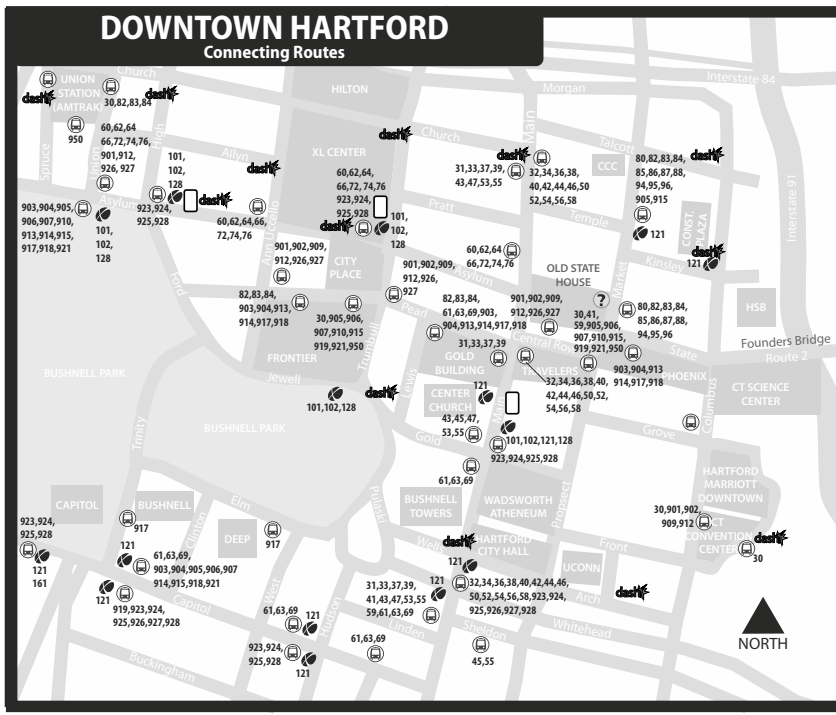 DOWNTOWN HARTFORD
Connecting Routes
Church
Interstate 84
UNION
STATION
(AMTRAK)
dash
30,82,83,84
dash
HILTON
Morgan
Main
950
60,62,64
66,72,74,76,
901,912,
926,927
High
Spruce
Union
101,
102,
128
Allyn
dash
XL CENTER
dash
Church
Talcott
dash
31,33,37,39,
43,47,53,55
32,34,36,38,
40,42,44,46,50
52,54,56,58
CCC
80,82,83,84,
85,86,87,88,
94,95,96,
905,915
dash
Interstate 91
60,62,64,
66,72,74,76
923,924,
925,928
Asylum
923,924,
925,928
dash
60,62,64,66,
72,74,76
dash
101,
102,
128
Pratt
Temple
903,904,905,
906,907,910,
913,914,915,
917,918,921
101,
102,
128
Ann Uccello
901,902,909,
912,926,927
CITY
PLACE
121
CONST.
PLAZA
dash
121
Kinsley
Market
60,62,64
66,72,74,76
Asylum
901,902,909,
912,926,
927
OLD STATE
HOUSE
?
Ford
82,83,84,
903,904,913,
914,917,918
30,905,906,
907,910,915
919,921,950
Pearl
82,83,84,
61,63,69,903,
904,913,914,917,918
901,902,909,
912,926,927
30,41,
59,905,906,
907,910,915,
919,921,950
80,82,83,84,
85,86,87,88,
94,95,96
HSB
Founders Bridge
Route 2
State
Central Row
31,33,37,39
FRONTIER
Trumbull
Jewell
GOLD
BUILDING
TRAVELERS
903,904,913
914,917,918
PHOENIX
CT SCIENCE
CENTER
BUSHNELL PARK
Lewis
101,102,128
dash
CENTER
CHURCH
121
Main
32,34,36,38,40,
42,44,46,50,52,
54,56,58
Columbus
BUSHNELL PARK
Trinity
43,45,47,
53,55
Gold
101,102,121,128
923,924,925,928
Grove
61,63,69
HARTFORD
MARRIOTT
DOWNTOWN
CAPITOL
BUSHNELL
Elm
Clinton
DEEP
Pulaski
BUSHNELL
TOWERS
WADSWORTH
ATHENEUM
Propsect
30,901,902,
909,912
CT
CONVENTION
CENTER
dash
30
923,924,
925,928
917
917
121
161
121
61,63,69,
903,904,905,906,907
914,915,918,921
Wells
dash
HARTFORD
CITY HALL
Front
121
UCONN
Arch
dash
121
919,923,924,
925,926,927,928
West
31,33,37,39,
41,43,47,53,55
59,61,63,69
121
32,34,36,38,40,42,44,46,
50,52,54,56,58,923,924,
925,926,927,928
Capitol
61,63,69
121
Hudson
Linden
Sheldon
Whitehead
923,924,
925,928
121
61,63,69
45,55
Buckingham
NORTH